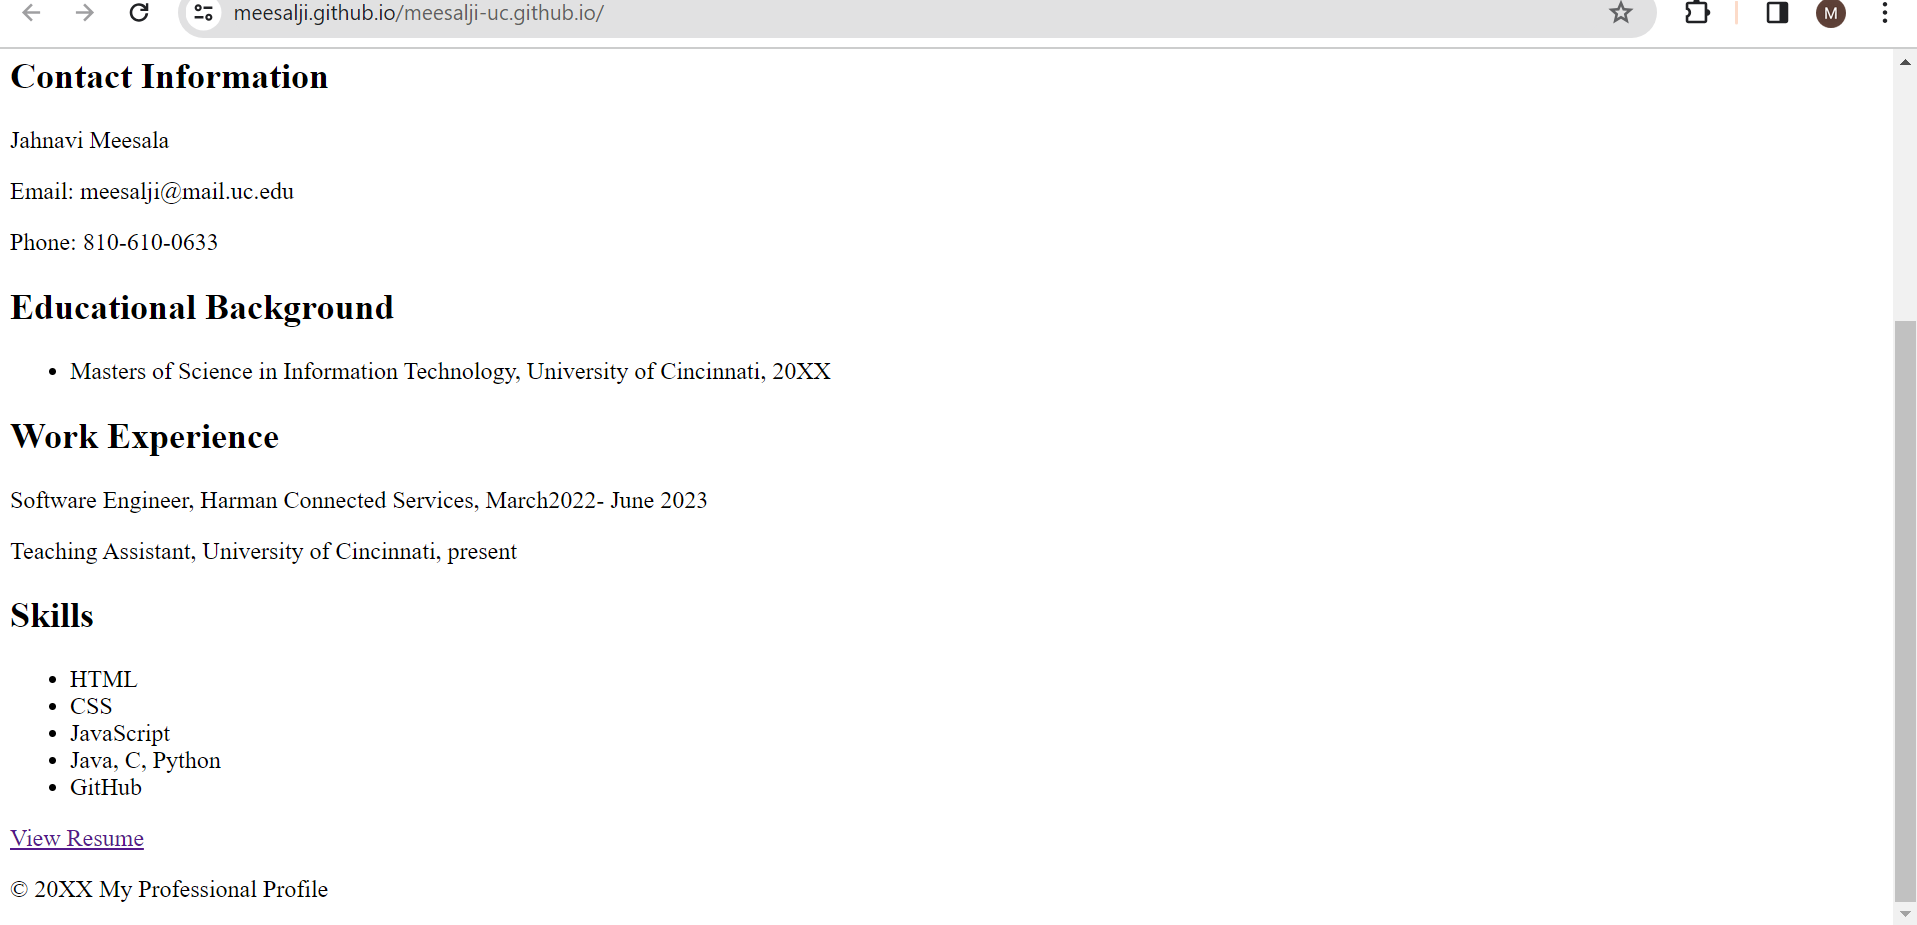 meesalji.github.io/meesalji-uc.github.io/
M
Contact Information
Jahnavi Meesala
Email: meesalji@mail.uc.edu
Phone: 810-610-0633
Educational Background
• Masters of Science in Information Technology, University of Cincinnati, 20XX
Work Experience
Software Engineer, Harman Connected Services, March2022- June 2023
Teaching Assistant, University of Cincinnati, present
Skills
• HTML
• CSS
• JavaScript
• Java, C, Python
• GitHub
View Resume
© 20XX My Professional Profile